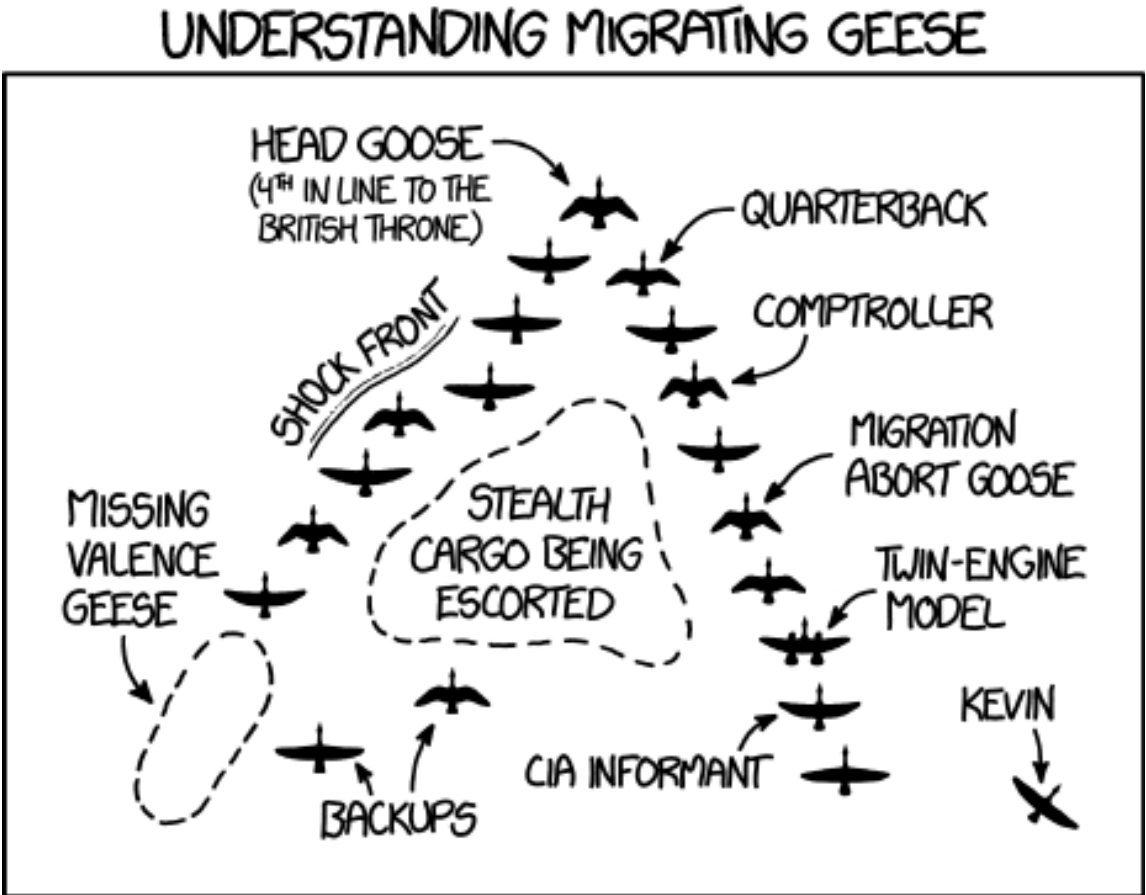 UNDERSTANDING MIGRATING GEESE
HEAD GOOSE
(4TH IN LINE TO THE
BRITISH THRONE)
QUARTERBACK
COMPTROLLER
SHOCK FRONT
MIGRATION
ABORT GOOSE
STEALTH
CARGO BEING
ESCORTED
MISSING
VALENCE
GEESE
TWIN-ENGINE
MODEL
KEVIN
CIA INFORMANT
BACKUPS